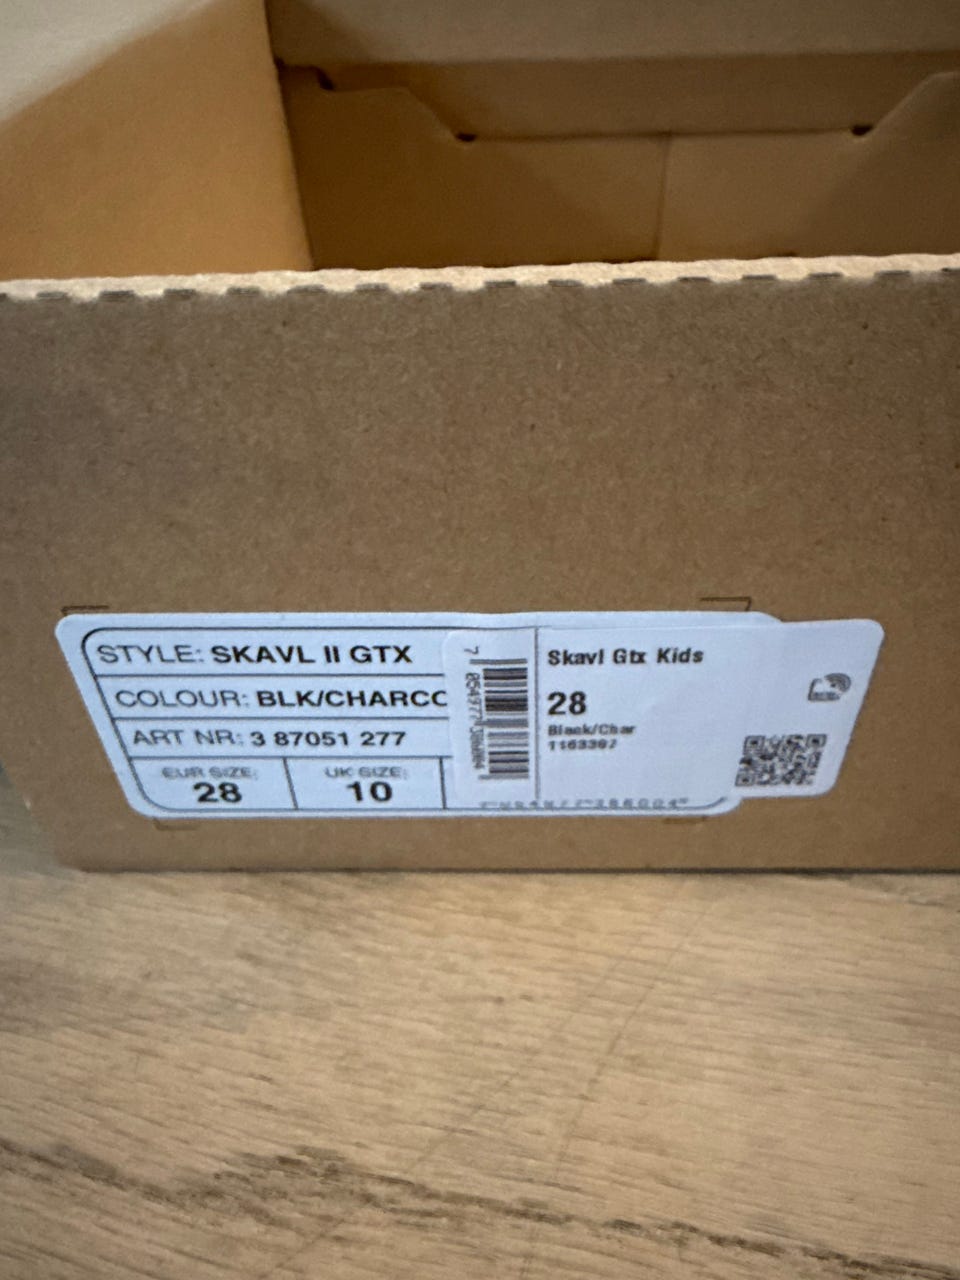 STYLE: SKAVL II GTX
COLOUR: BLK/CHARCO
ART NR: 3 87051 277
EUR SIZE:
28
UK SIZE:
10
Skavl Gtx Kids
28
Black/Char